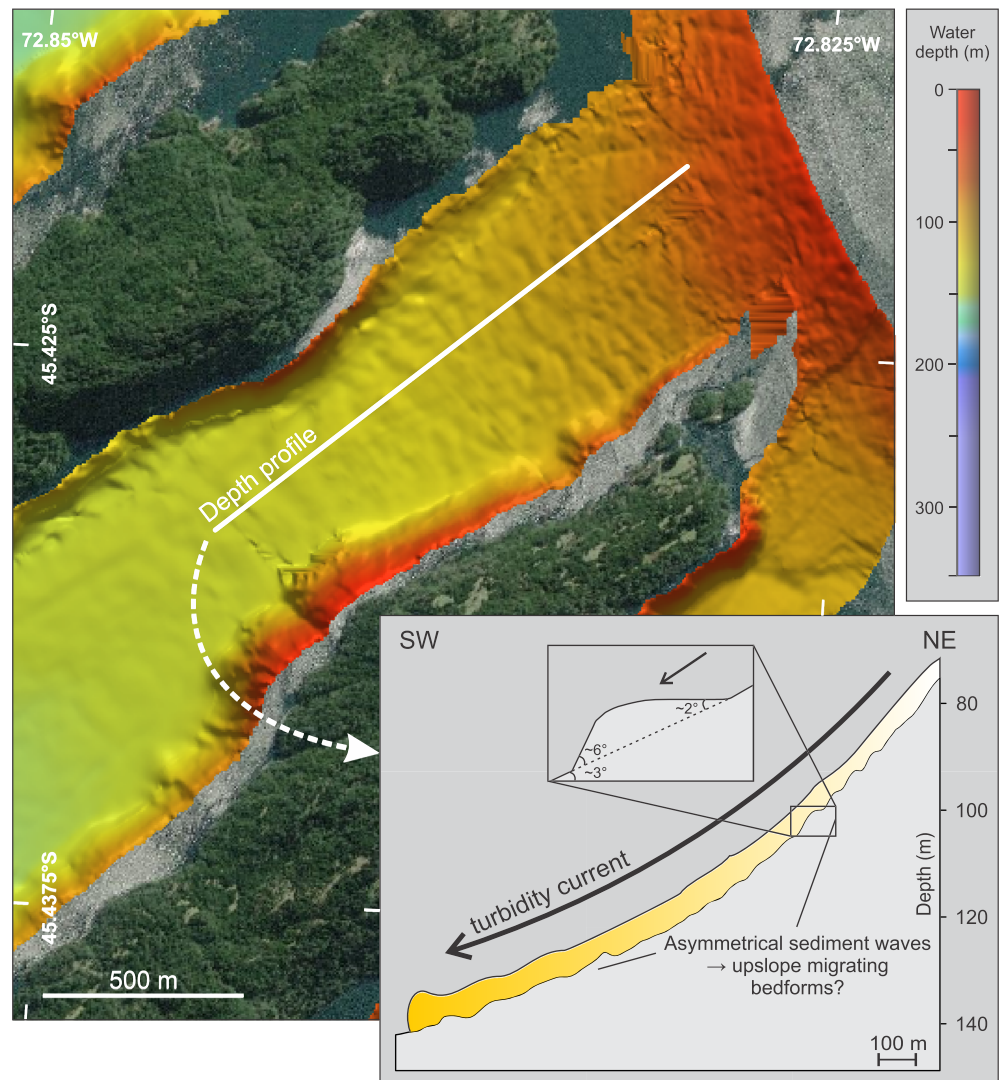 72.85°W
72.825°W
45.425°S
45.4375°S
Depth profile
500 m
Water
depth (m)
0
100
200
300
SW
NE
~2°
~6°
~3°
turbidity current
Asymmetrical sediment waves
→ upslope migrating
bedforms?
80
100
120
140
Depth (m)
100 m